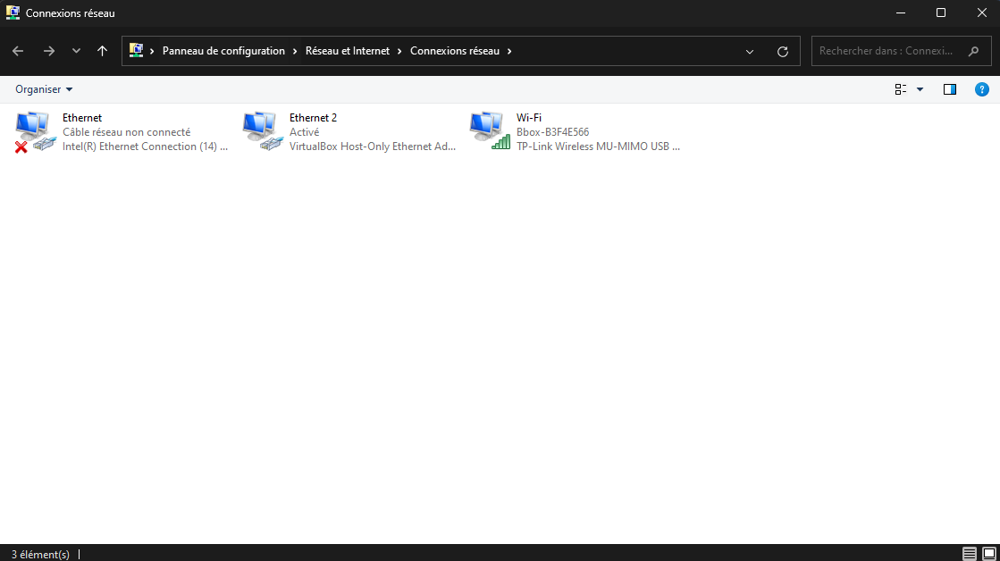 Connexions réseau
Panneau de configuration > Réseau et Internet > Connexions réseau >
Rechercher dans : Connexi...
Organiser
?
Ethernet
Câble réseau non connecté
Intel(R) Ethernet Connection (14) ...
Ethernet 2
Activé
VirtualBox Host-Only Ethernet Ad...
Wi-Fi
Bbox-B3F4E566
TP-Link Wireless MU-MIMO USB ...
3 élément(s)